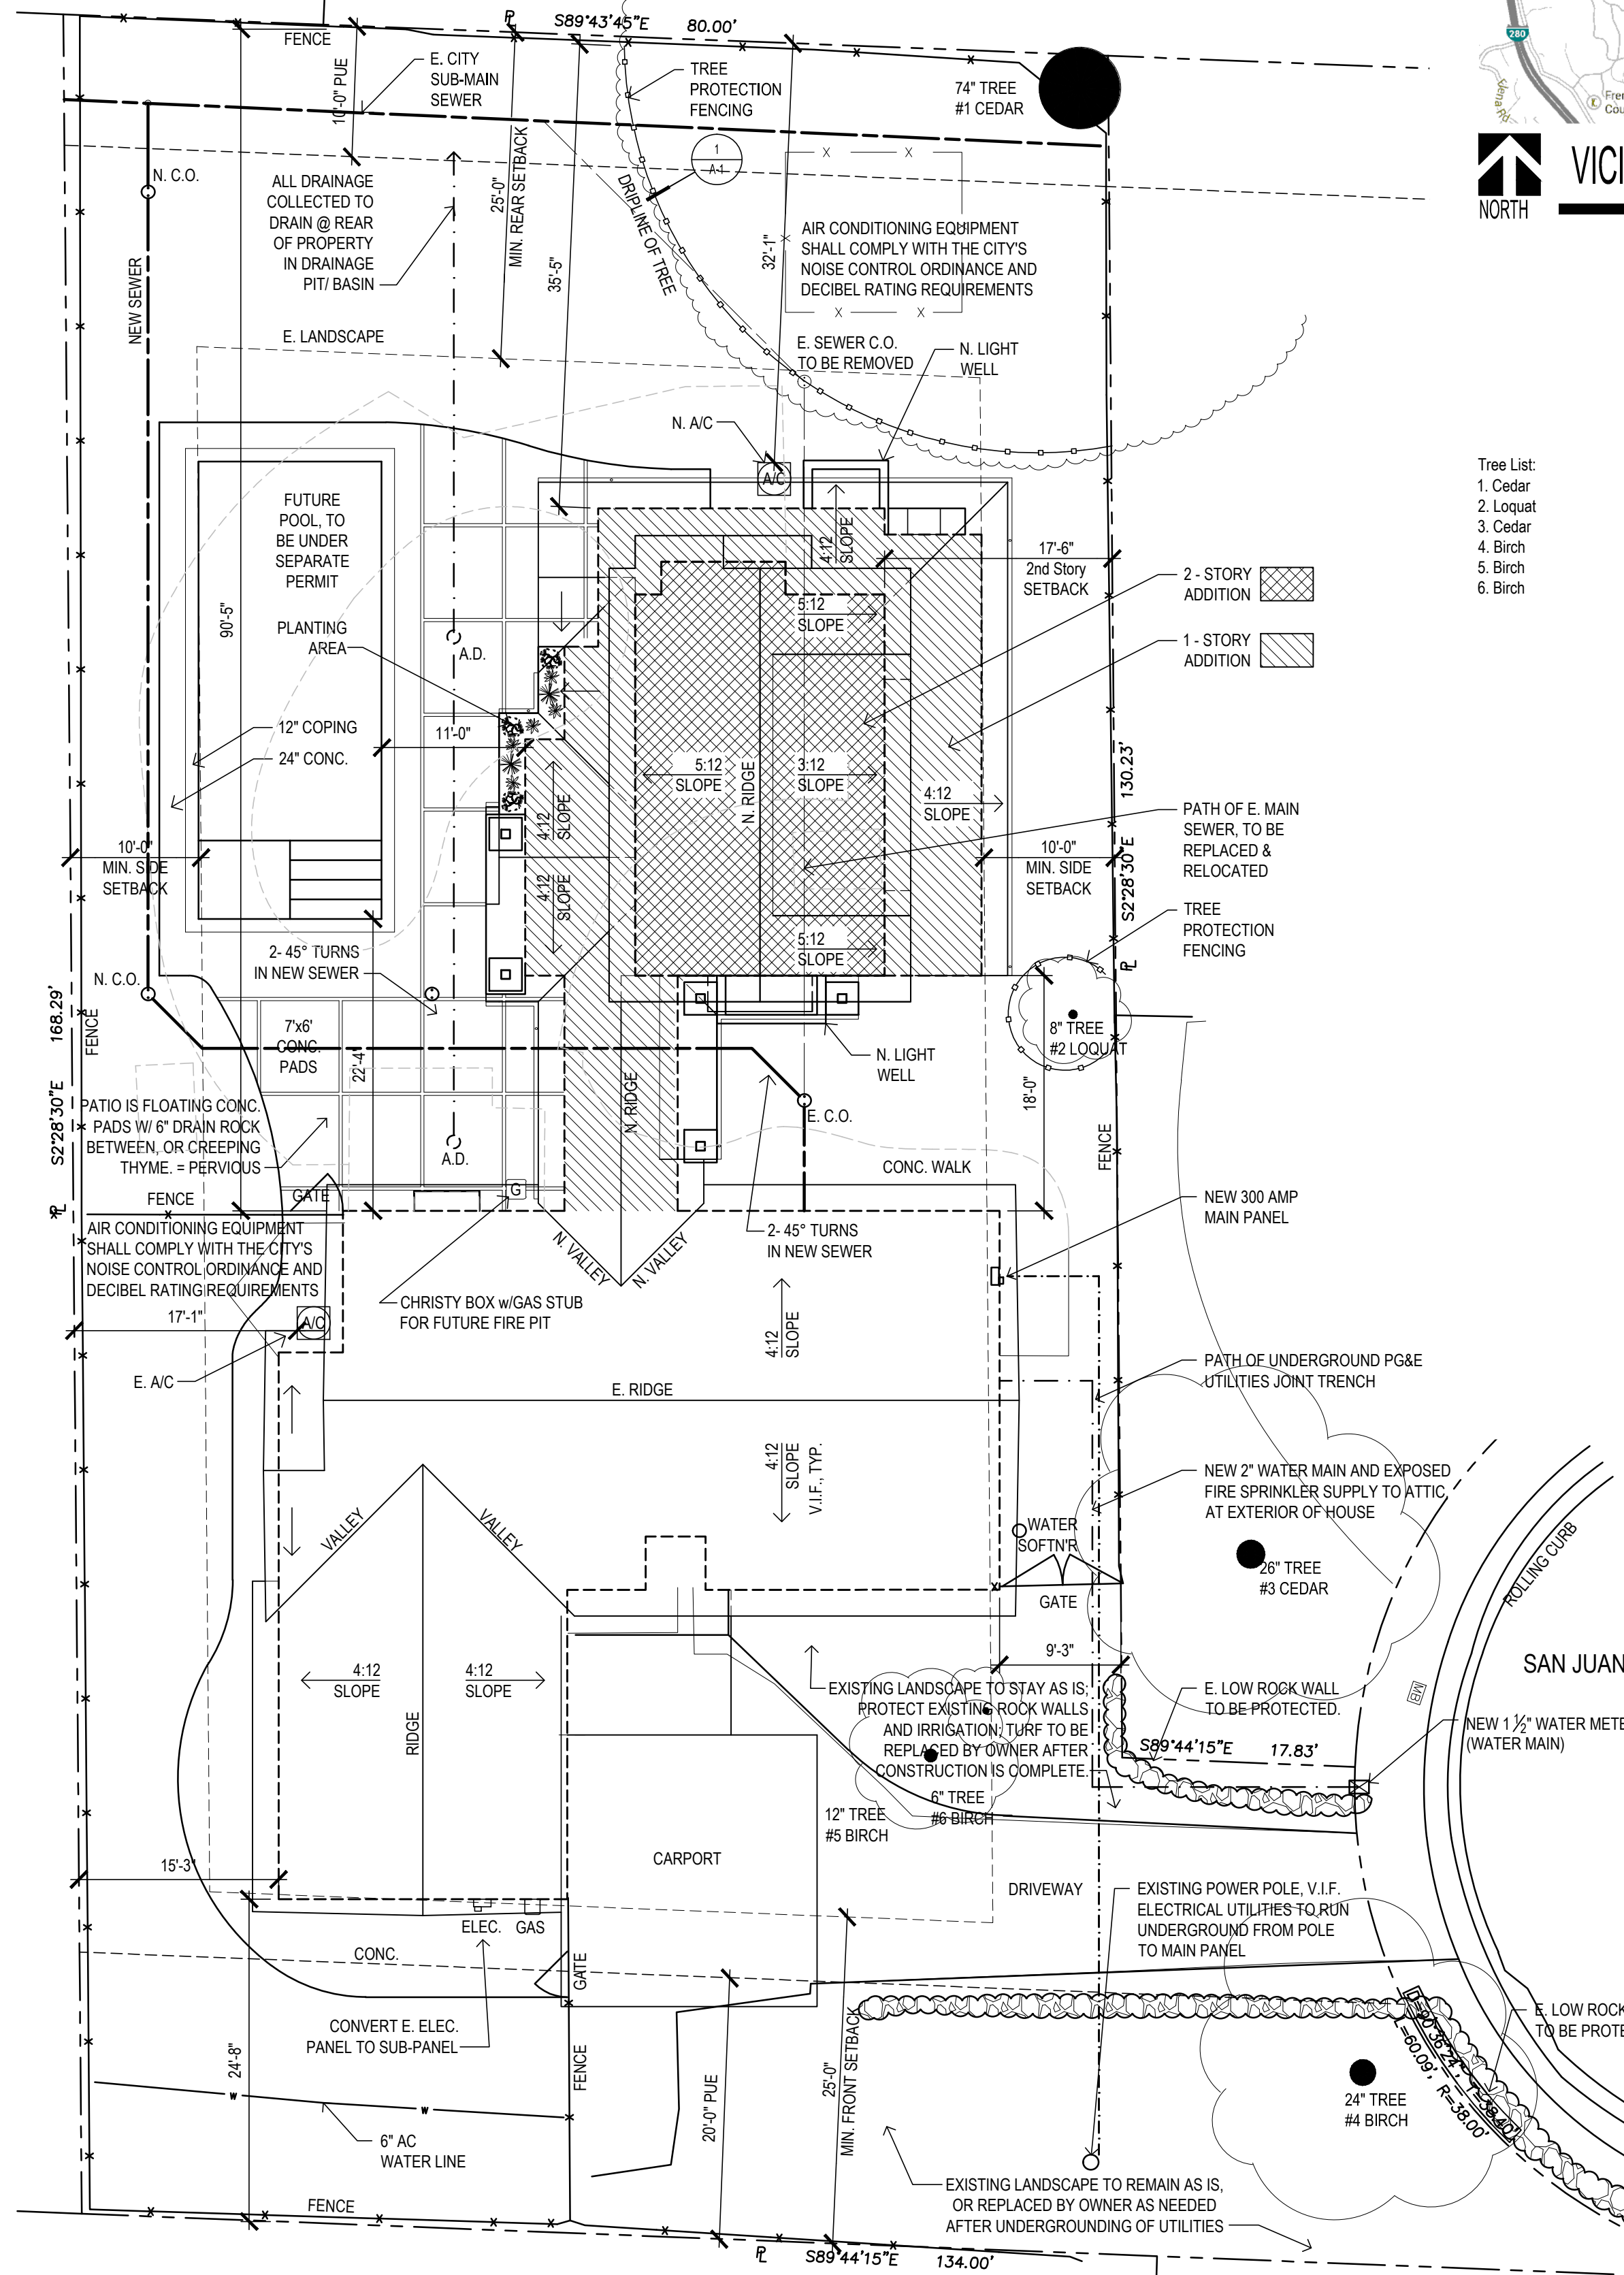 S89°43'45"E 80.00'
FENCE
10'-0" PUE
E. CITY
SUB-MAIN
SEWER
TREE
PROTECTION
FENCING
74" TREE
#1 CEDAR
280
NORTH
N. C.O.
NEW SEWER
ALL DRAINAGE
COLLECTED TO
DRAIN @ REAR
OF PROPERTY
IN DRAINAGE
PIT/ BASIN
25'-0"
MIN. REAR SETBACK
35'-5"
DRIPLINE OF TREE
1
A-1
32'-1"
AIR CONDITIONING EQUIPMENT
SHALL COMPLY WITH THE CITY'S
NOISE CONTROL ORDINANCE AND
DECIBEL RATING REQUIREMENTS
E. LANDSCAPE
E. SEWER C.O.
TO BE REMOVED
N. LIGHT
WELL
N. A/C
A/C
Tree List:
1. Cedar
2. Loquat
3. Cedar
4. Birch
5. Birch
6. Birch
FUTURE
POOL, TO
BE UNDER
SEPARATE
PERMIT
4:12
SLOPE
17'-6"
2nd Story
SETBACK
2 - STORY
ADDITION
1 - STORY
ADDITION
90'-5"
PLANTING
AREA
A.D.
5:12
SLOPE
12" COPING
24" CONC.
11'-0"
5:12
SLOPE
N. RIDGE
3:12
SLOPE
4:12
SLOPE
4:12
SLOPE
4:12
SLOPE
130.23'
S2°28'30"E
PATH OF E. MAIN
SEWER, TO BE
REPLACED &
RELOCATED
10'-0"
MIN. SIDE
SETBACK
10'-0"
MIN. SIDE
SETBACK
TREE
PROTECTION
FENCING
5:12
SLOPE
2- 45° TURNS
IN NEW SEWER
N. C.O.
168.29'
S2°28'30"E
FENCE
7'x6'
CONC.
PADS
22'-4"
8" TREE
#2 LOQUAT
N. LIGHT
WELL
18'-0"
N. RIDGE
E. C.O.
PATIO IS FLOATING CONC.
PADS W/ 6" DRAIN ROCK
BETWEEN, OR CREEPING
THYME. = PERVIOUS
A.D.
FENCE
CONC. WALK
FENCE
GATE
G
NEW 300 AMP
MAIN PANEL
AIR CONDITIONING EQUIPMENT
SHALL COMPLY WITH THE CITY'S
NOISE CONTROL ORDINANCE AND
DECIBEL RATING REQUIREMENTS
N. VALLEY
N. VALLEY
2- 45° TURNS
IN NEW SEWER
17'-1"
A/C
CHRISTY BOX w/GAS STUB
FOR FUTURE FIRE PIT
4:12
SLOPE
E. A/C
E. RIDGE
PATH OF UNDERGROUND PG&E
UTILITIES JOINT TRENCH
4:12
SLOPE
V.I.F., TYP.
NEW 2" WATER MAIN AND EXPOSED
FIRE SPRINKLER SUPPLY TO ATTIC
AT EXTERIOR OF HOUSE
VALLEY
VALLEY
WATER
SOFTN'R
26" TREE
#3 CEDAR
ROLLING CURB
GATE
9'-3"
4:12
SLOPE
4:12
SLOPE
RIDGE
EXISTING LANDSCAPE TO STAY AS IS;
PROTECT EXISTING ROCK WALLS
AND IRRIGATION; TURF TO BE
REPLACED BY OWNER AFTER
CONSTRUCTION IS COMPLETE.
E. LOW ROCK WALL
TO BE PROTECTED.
MB
SAN JUAN
S89°44'15"E 17.83'
NEW 1 1/2" WATER METE
(WATER MAIN)
12" TREE
#5 BIRCH
6" TREE
#6 BIRCH
15'-3"
CARPORT
DRIVEWAY
EXISTING POWER POLE, V.I.F.
ELECTRICAL UTILITIES TO RUN
UNDERGROUND FROM POLE
TO MAIN PANEL
ELEC.
GAS
CONC.
GATE
CONVERT E. ELEC.
PANEL TO SUB-PANEL
24'-8"
FENCE
20'-0" PUE
25'-0"
MIN. FRONT SETBACK
D=90°36'24", T=38.40'
L=60.09', R=38.00'
E. LOW ROCK
TO BE PROTE
24" TREE
#4 BIRCH
W
W
6" AC
WATER LINE
FENCE
EXISTING LANDSCAPE TO REMAIN AS IS,
OR REPLACED BY OWNER AS NEEDED
AFTER UNDERGROUNDING OF UTILITIES
S89°44'15"E 134.00'